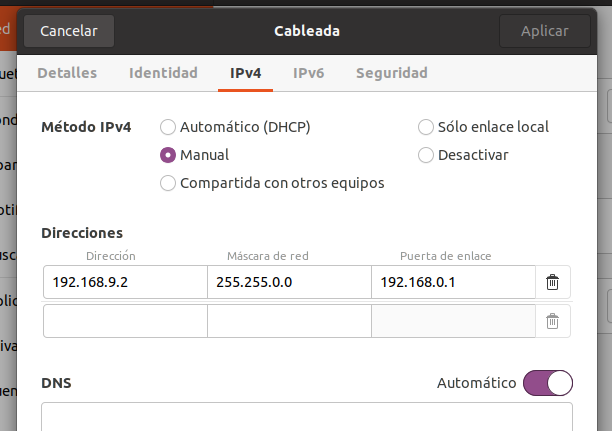 Cancelar Cableada Aplicar
ed
Detalles Identidad IPv4 IPv6 Seguridad
Método IPv4 Automático (DHCP) Sólo enlace local
Manual Desactivar
Compartida con otros equipos
Direcciones
Dirección Máscara de red Puerta de enlace
192.168.9.2 255.255.0.0 192.168.0.1
DNS Automático